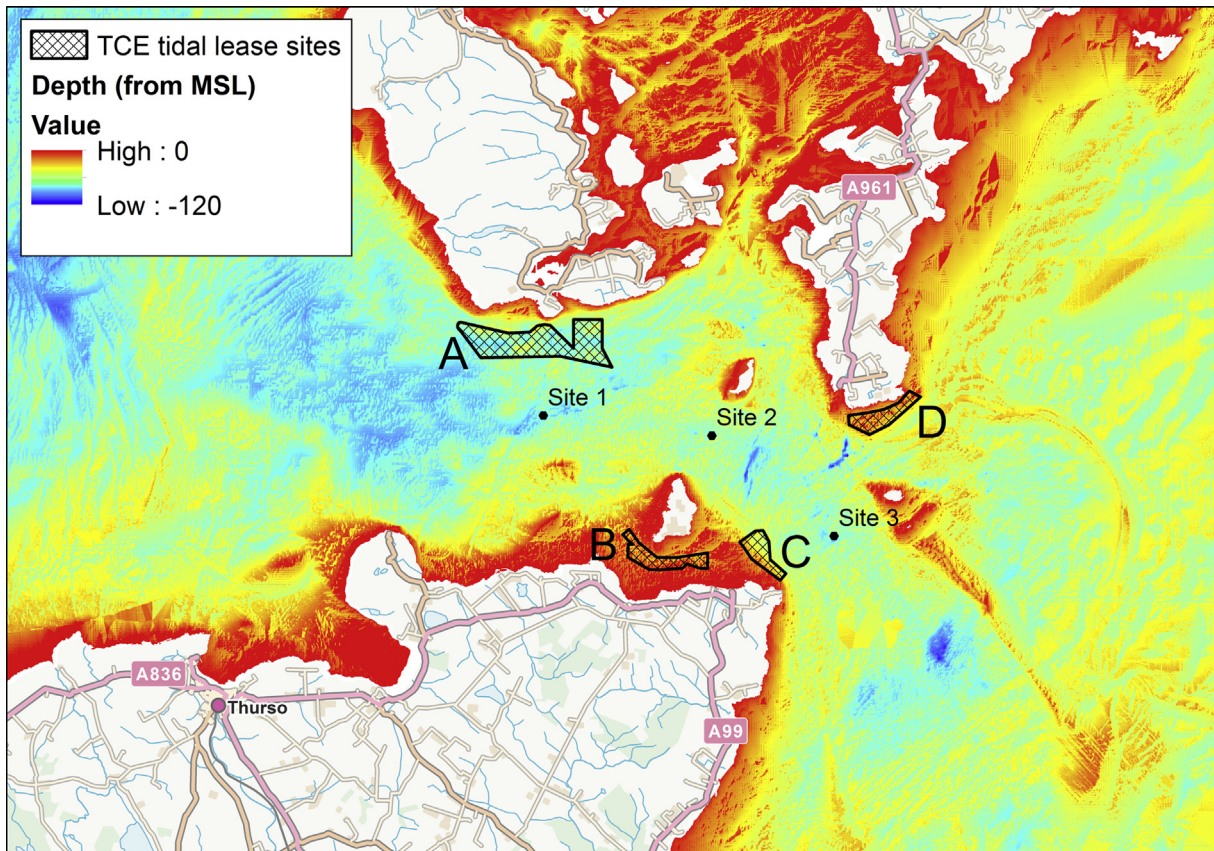 TCE tidal lease sites
Depth (from MSL)
Value
High : 0
Low : -120
A961
A
Site 1
Site 2
D
Site 3
B
C
A836
Thurso
A99